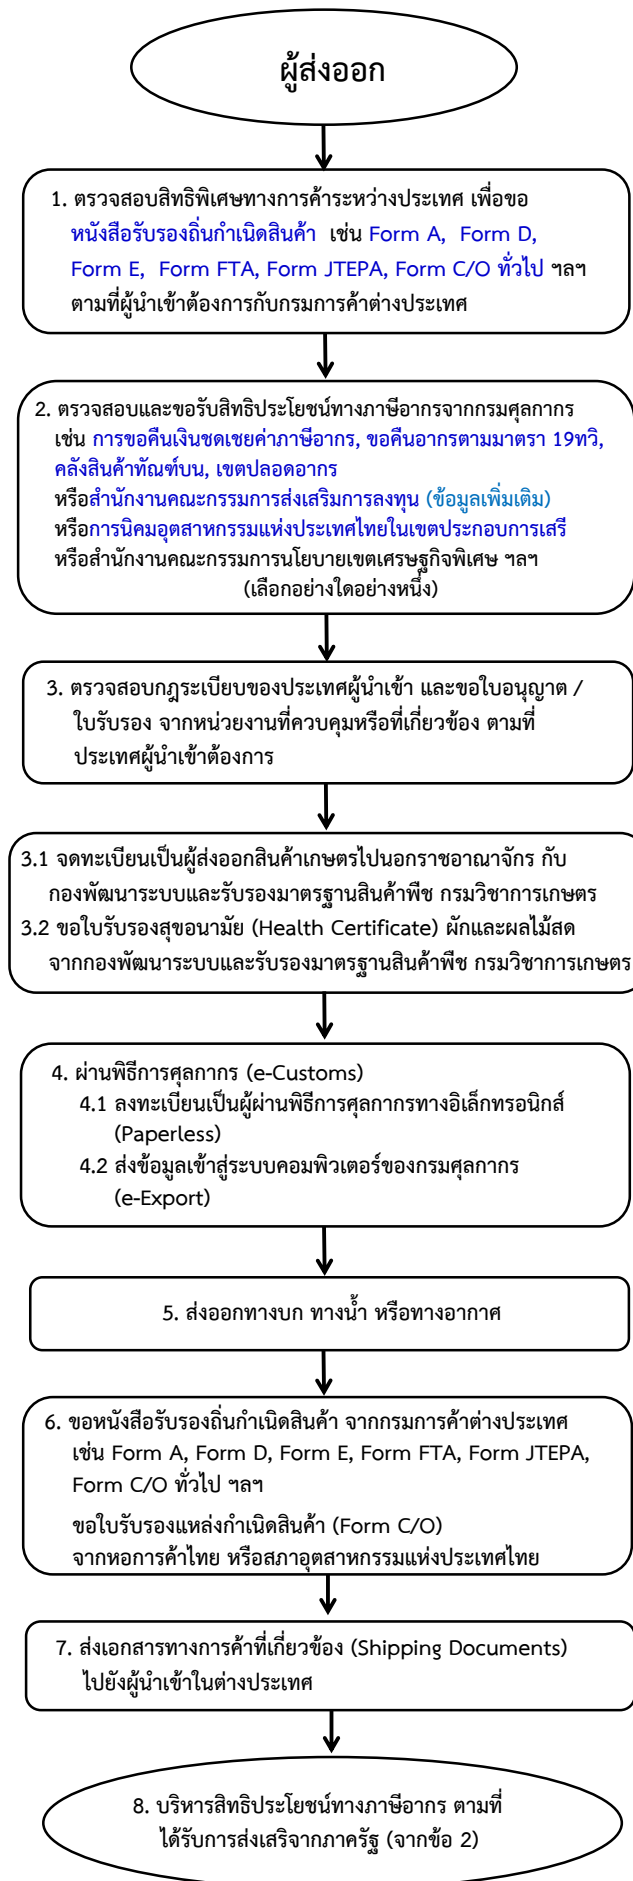 ผู้ส่งออก
1. ตรวจสอบสิทธิพิเศษทางการค้าระหว่างประเทศ เพื่อขอ
หนังสือรับรองถิ่นกำเนิดสินค้า เช่น Form A, Form D,
Form E, Form FTA, Form JTEPA, Form C/O ทั่วไป ฯลฯ
ตามที่ผู้นำเข้าต้องการกับกรมการค้าต่างประเทศ
2. ตรวจสอบและขอรับสิทธิประโยชน์ทางภาษีอากรจากกรมศุลกากร
เช่น การขอคืนเงินชดเชยค่าภาษีอากร, ขอคืนอากรตามมาตรา 19ทวิ,
คลังสินค้าทัณฑ์บน, เขตปลอดอากร
หรือสำนักงานคณะกรรมการส่งเสริมการลงทุน (ข้อมูลเพิ่มเติม)
หรือการนิคมอุตสาหกรรมแห่งประเทศไทยในเขตประกอบการเสรี
หรือสำนักงานคณะกรรมการนโยบายเขตเศรษฐกิจพิเศษ ฯลฯ
(เลือกอย่างใดอย่างหนึ่ง)
3. ตรวจสอบกฎระเบียบของประเทศผู้นำเข้า และขอใบอนุญาต /
ใบรับรอง จากหน่วยงานที่ควบคุมหรือที่เกี่ยวข้อง ตามที่
ประเทศผู้นำเข้าต้องการ
3.1 จดทะเบียนเป็นผู้ส่งออกสินค้าเกษตรไปนอกราชอาณาจักร กับ
กองพัฒนาระบบและรับรองมาตรฐานสินค้าพืช กรมวิชาการเกษตร
3.2 ขอใบรับรองสุขอนามัย (Health Certificate) ผักและผลไม้สด
จากกองพัฒนาระบบและรับรองมาตรฐานสินค้าพืช กรมวิชาการเกษตร
4. ผ่านพิธีการศุลกากร (e-Customs)
4.1 ลงทะเบียนเป็นผู้ผ่านพิธีการศุลกากรทางอิเล็กทรอนิกส์
(Paperless)
4.2 ส่งข้อมูลเข้าสู่ระบบคอมพิวเตอร์ของกรมศุลกากร
(e-Export)
5. ส่งออกทางบก ทางน้ำ หรือทางอากาศ
6. ขอหนังสือรับรองถิ่นกำเนิดสินค้า จากกรมการค้าต่างประเทศ
เช่น Form A, Form D, Form E, Form FTA, Form JTEPA,
Form C/O ทั่วไป ฯลฯ
ขอใบรับรองแหล่งกำเนิดสินค้า (Form C/O)
จากหอการค้าไทย หรือสภาอุตสาหกรรมแห่งประเทศไทย
7. ส่งเอกสารทางการค้าที่เกี่ยวข้อง (Shipping Documents)
ไปยังผู้นำเข้าในต่างประเทศ
8. บริหารสิทธิประโยชน์ทางภาษีอากร ตามที่
ได้รับการส่งเสริจากภาครัฐ (จากข้อ 2)